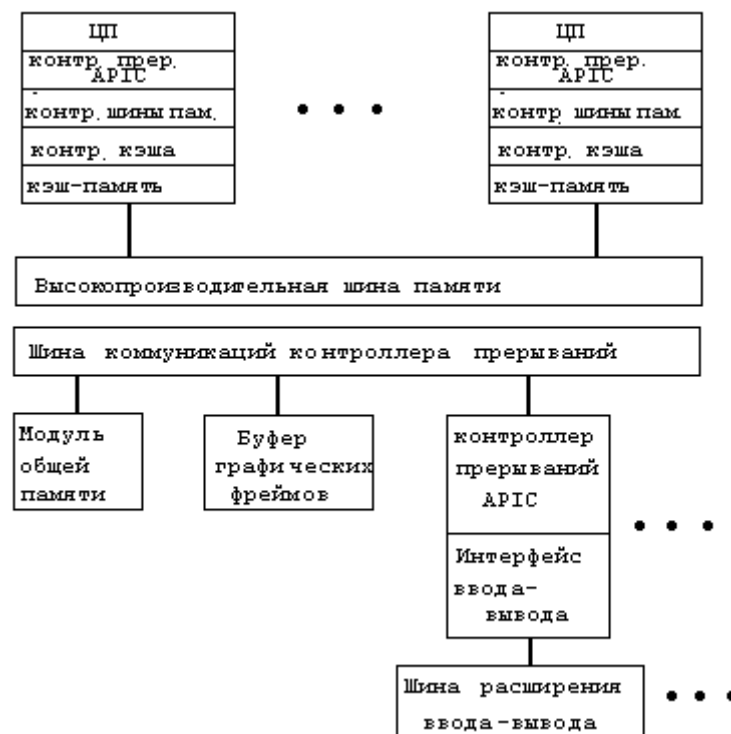 ЦП
контр. прер.
APIC
контр. шины пам.
контр. кэша
кэш-память
ЦП
контр. прер.
APIC
контр шины пам
контр. кэша
кэш-память
Высокопроизводительная шина памяти
Шина коммуникаций контроллера прерываний
Модуль
общей
памяти
Буфер
графических
фреймов
контроллер
прерываний
APIC
Интерфейс
ввода-
вывода
Шина расширения
ввода-вывода